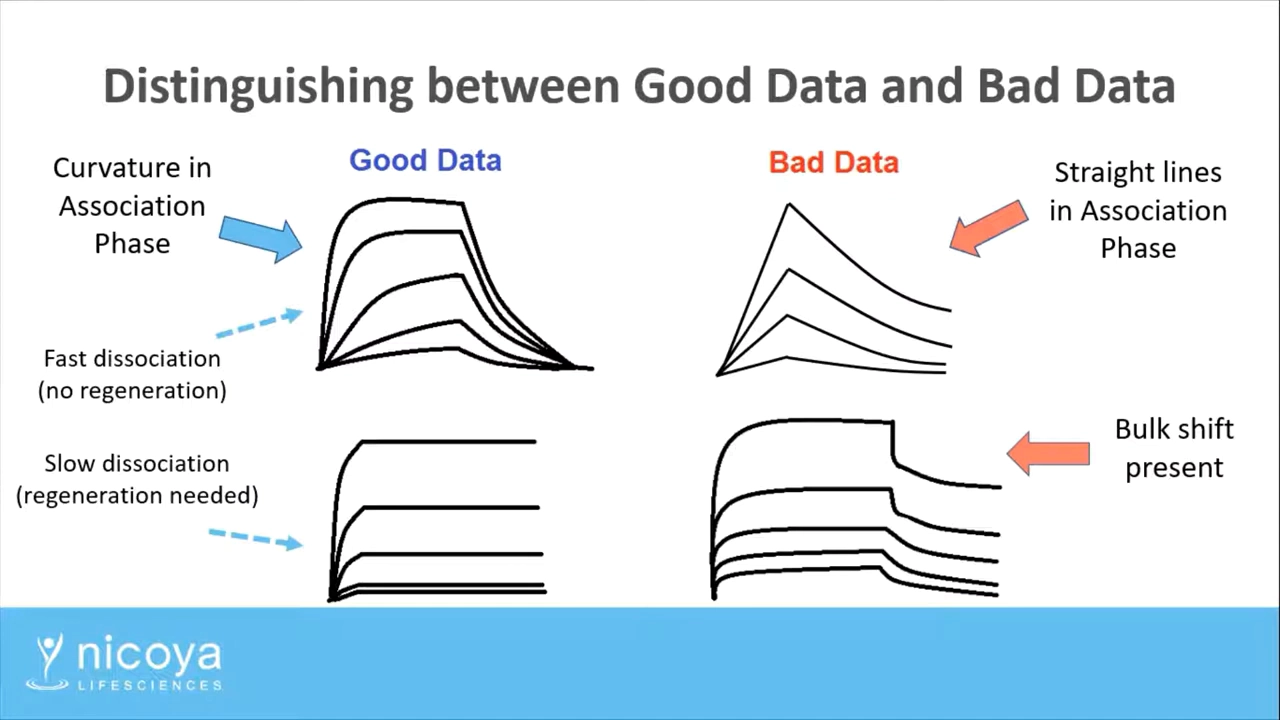 Distinguishing between Good Data and Bad Data
Good Data
Bad Data
Curvature in
Association
Phase
Straight lines
in Association
Phase
Fast dissociation
(no regeneration)
Slow dissociation
(regeneration needed)
Bulk shift
present
nicoya
LIFESCIENCES